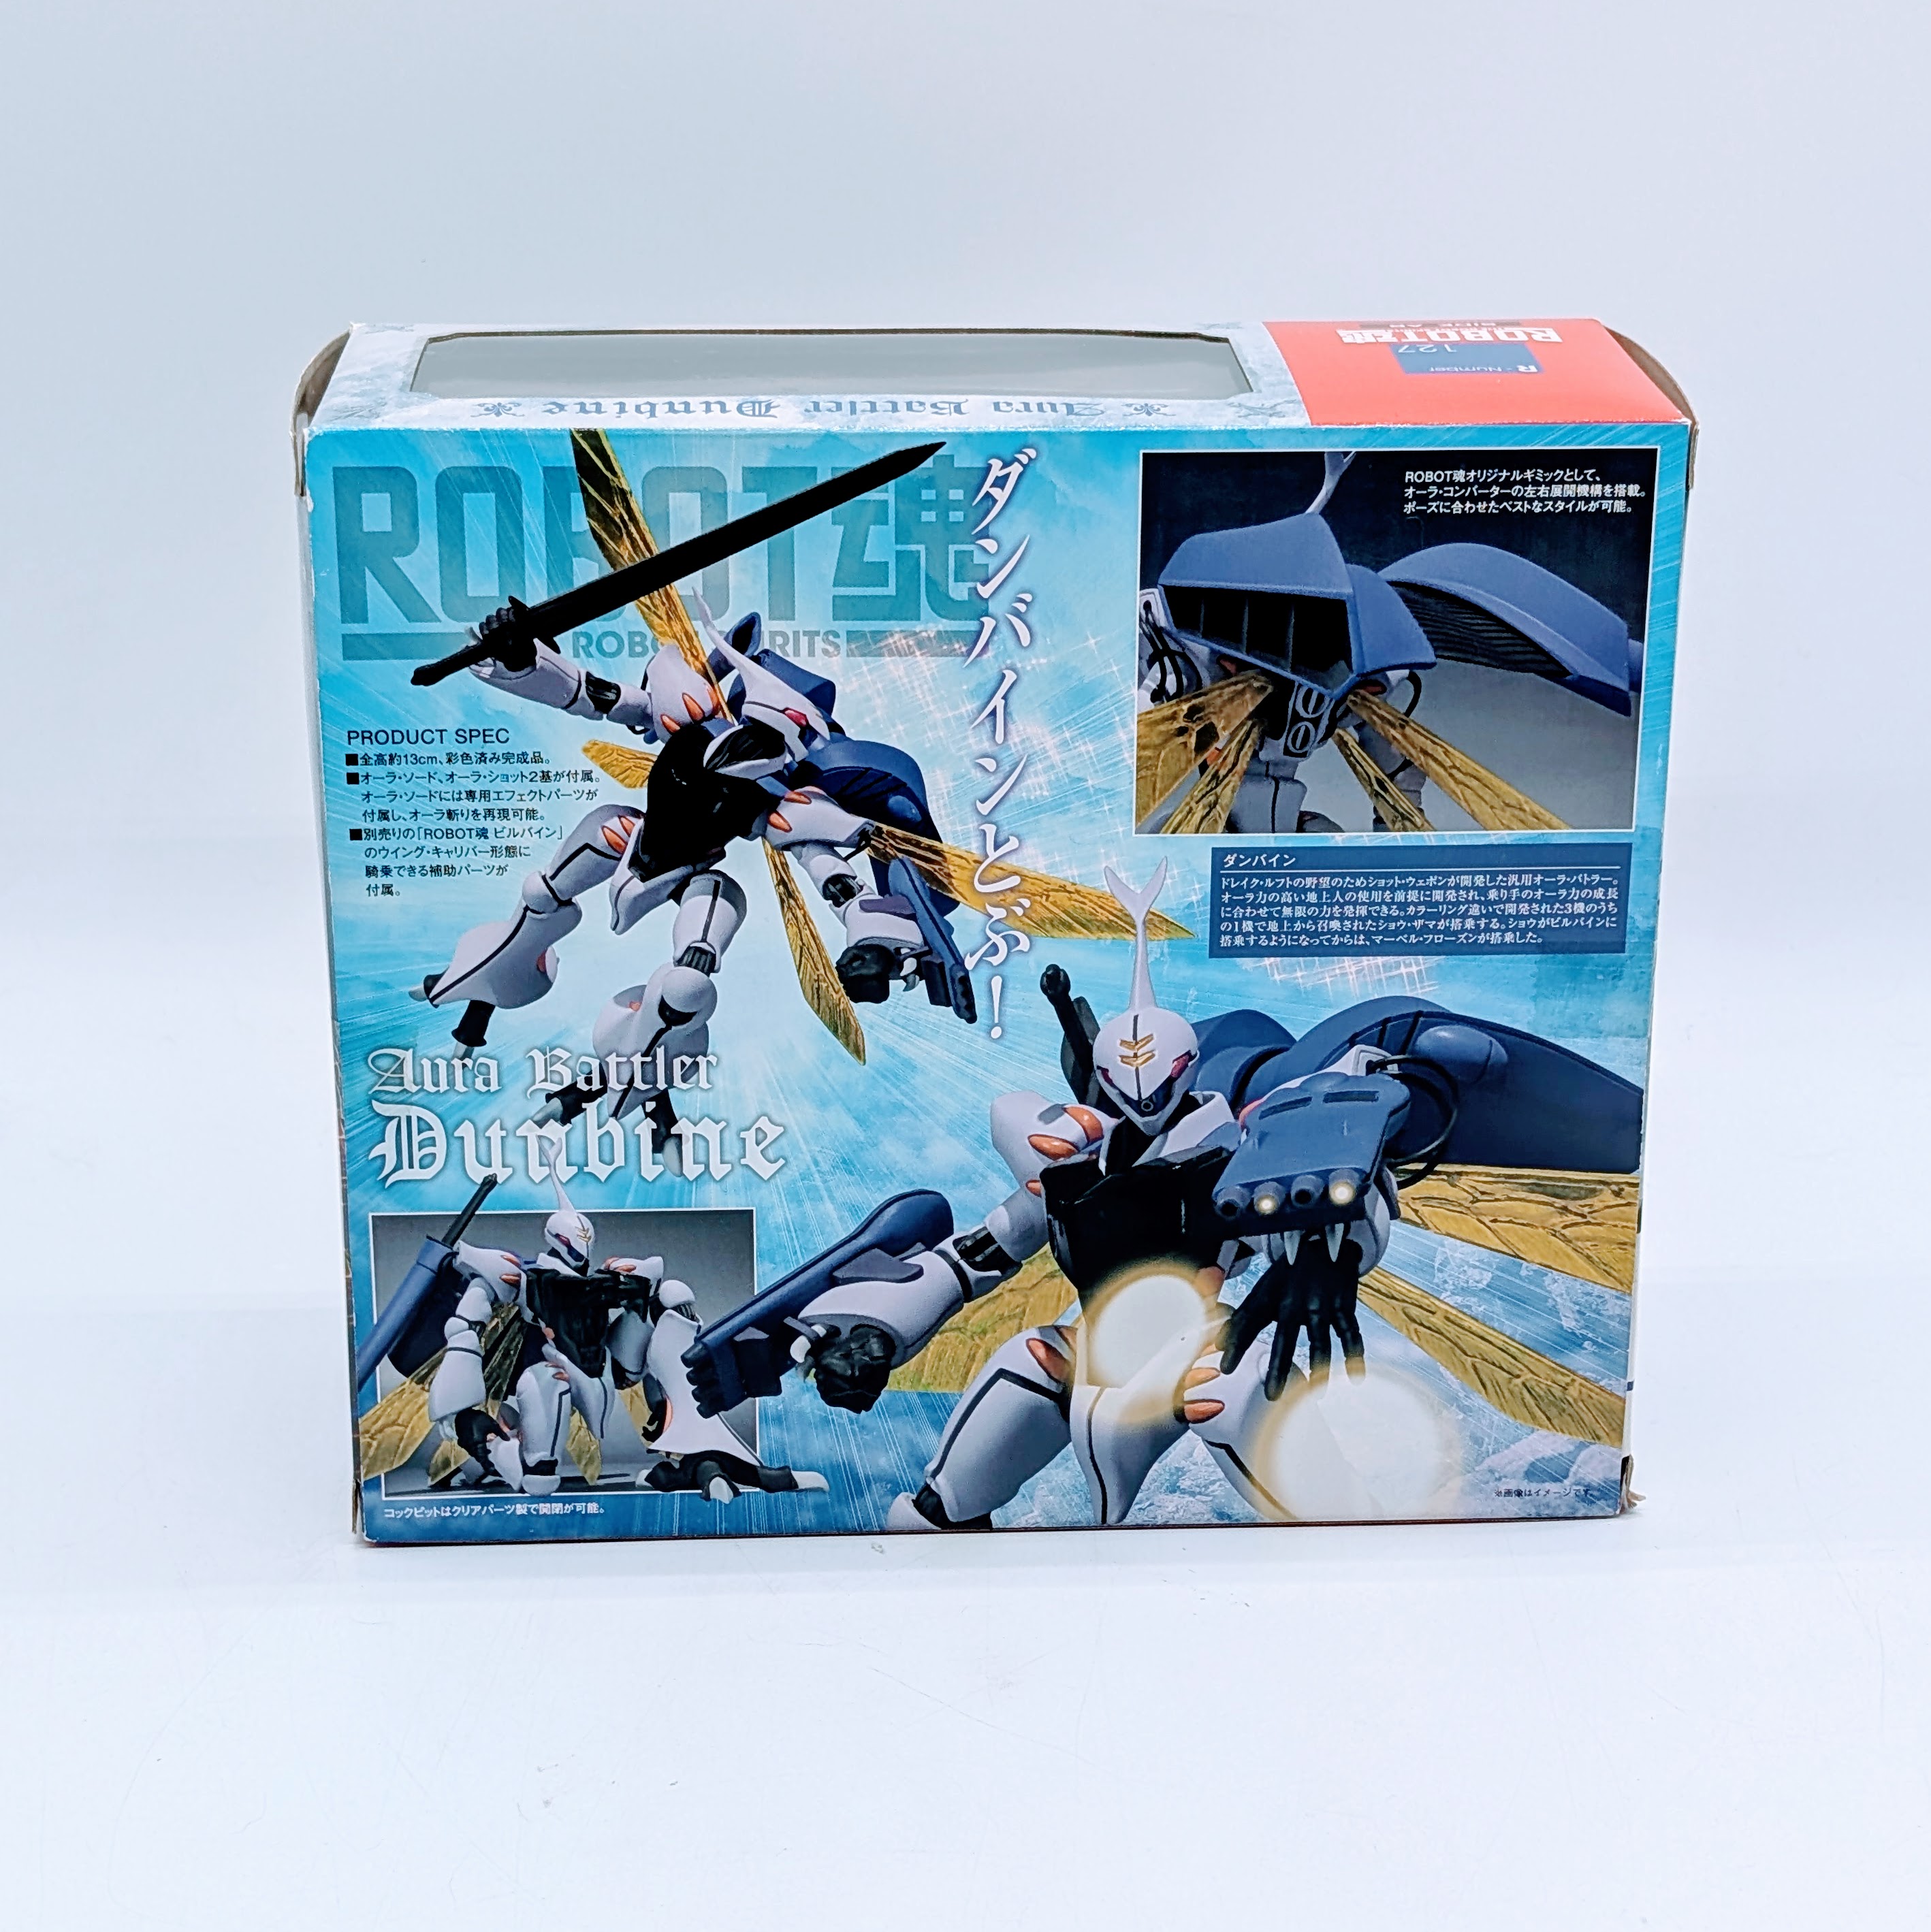 ROBOT魂
SIDE AB
R-Number
127
Aura Battler Dunbine
ROBOT魂
ダンバインとぶ!
ROBOT魂オリジナルギミックとして、
オーラ・コンバーターの左右展開機構を搭載。
ポーズに合わせたベストなスタイルが可能。
PRODUCT SPEC
■全高約13cm、彩色済み完成品。
■オーラ・ソード、オーラ・ショット2基が付属。
オーラ・ソードには専用エフェクトパーツが
付属し、オーラ斬りを再現可能。
■別売りの「ROBOT魂 ビルバイン」
のウイング・キャリバー形態に
騎乗できる補助パーツが
付属。
ダンバイン
ドレイク・ルフトの野望のためショット・ウェポンが開発した汎用オーラ・バトラー。
オーラ力の高い地上人の使用を前提に開発され、乗り手のオーラ力の成長
に合わせて無限の力を発揮できる。カラーリング違いで開発された3機のうち
の1機で地上から召喚されたショウ・ザマが搭乗する。ショウがビルバインに
搭乗するようになってからは、マーベル・フローズンが搭乗した。
Aura Battler
Dunbine
コックピットはクリアパーツ製で開閉が可能。
※画像はイメージです。